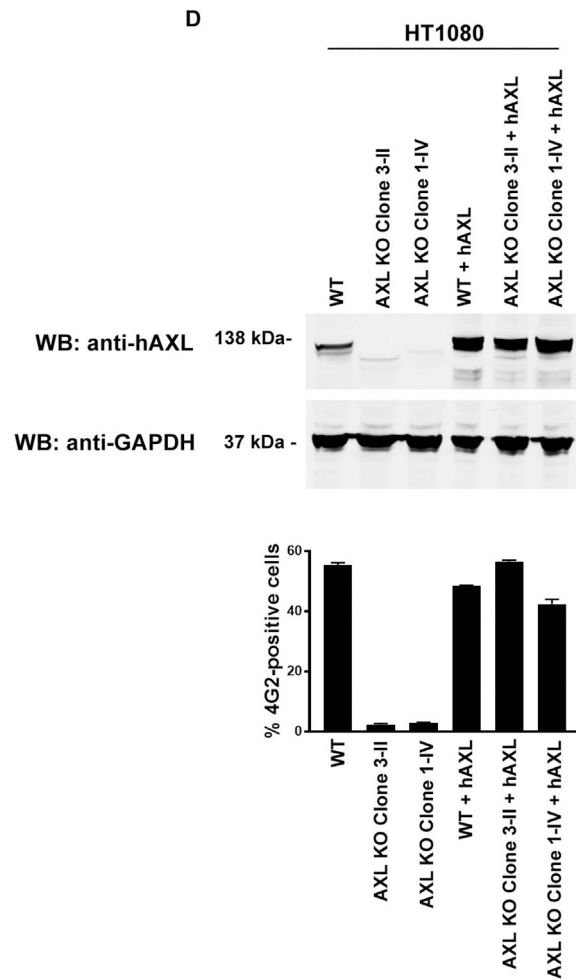 D
HT1080
WT
AXL KO Clone 3-II
AXL KO Clone 1-IV
WT + hAXL
AXL KO Clone 3-II + hAXL
AXL KO Clone 1-IV + hAXL
WB: anti-hAXL
138 kDa-
WB: anti-GAPDH
37 kDa -
% 4G2-positive cells
60
40
20
0
WT
AXL KO Clone 3-II
AXL KO Clone 1-IV
WT + hAXL
AXL KO Clone 3-II + hAXL
AXL KO Clone 1-IV + hAXL